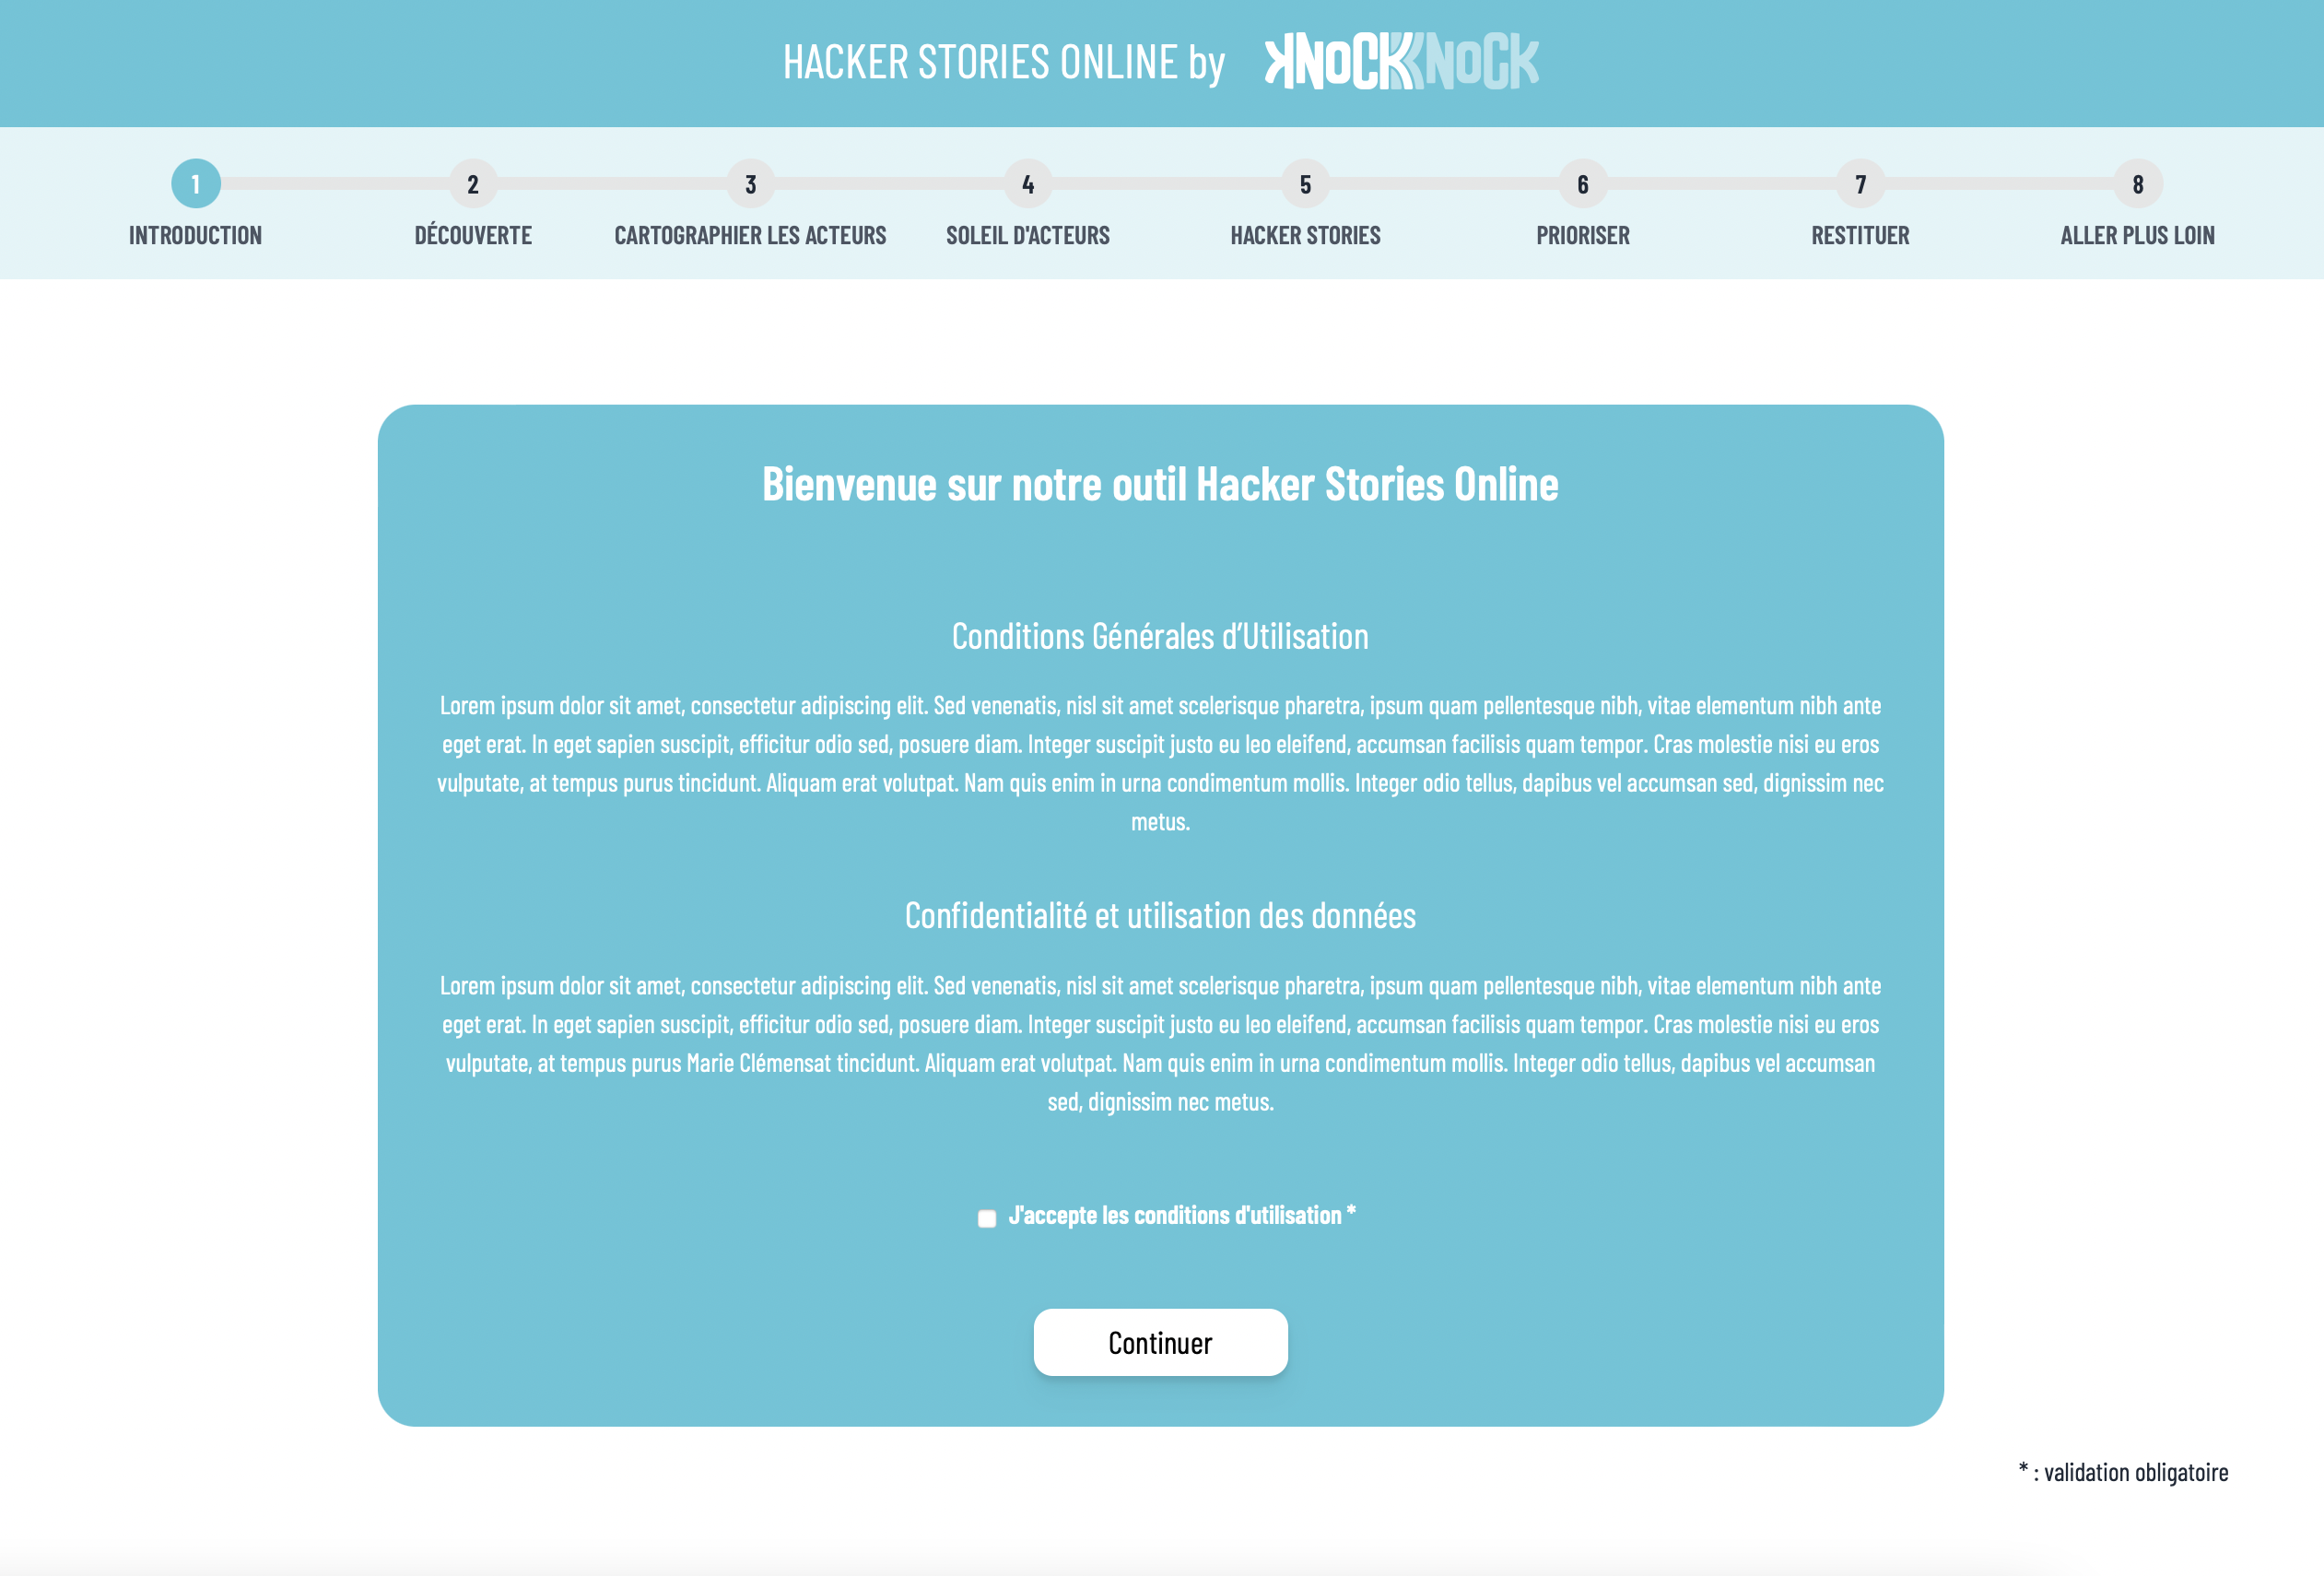 HACKER STORIES ONLINE by KNOCK KNOCK
1 2 3 4 5 6 7 8
INTRODUCTION DÉCOUVERTE CARTOGRAPHIER LES ACTEURS SOLEIL D'ACTEURS HACKER STORIES PRIORISER RESTITUER ALLER PLUS LOIN
Bienvenue sur notre outil Hacker Stories Online
Conditions Générales d’Utilisation
Lorem ipsum dolor sit amet, consectetur adipiscing elit. Sed venenatis, nisl sit amet scelerisque pharetra, ipsum quam pellentesque nibh, vitae elementum nibh ante
eget erat. In eget sapien suscipit, efficitur odio sed, posuere diam. Integer suscipit justo eu leo eleifend, accumsan facilisis quam tempor. Cras molestie nisi eu eros
vulputate, at tempus purus tincidunt. Aliquam erat volutpat. Nam quis enim in urna condimentum mollis. Integer odio tellus, dapibus vel accumsan sed, dignissim nec
metus.
Confidentialité et utilisation des données
Lorem ipsum dolor sit amet, consectetur adipiscing elit. Sed venenatis, nisl sit amet scelerisque pharetra, ipsum quam pellentesque nibh, vitae elementum nibh ante
eget erat. In eget sapien suscipit, efficitur odio sed, posuere diam. Integer suscipit justo eu leo eleifend, accumsan facilisis quam tempor. Cras molestie nisi eu eros
vulputate, at tempus purus Marie Clémensat tincidunt. Aliquam erat volutpat. Nam quis enim in urna condimentum mollis. Integer odio tellus, dapibus vel accumsan
sed, dignissim nec metus.
J'accepte les conditions d'utilisation *
Continuer
* : validation obligatoire